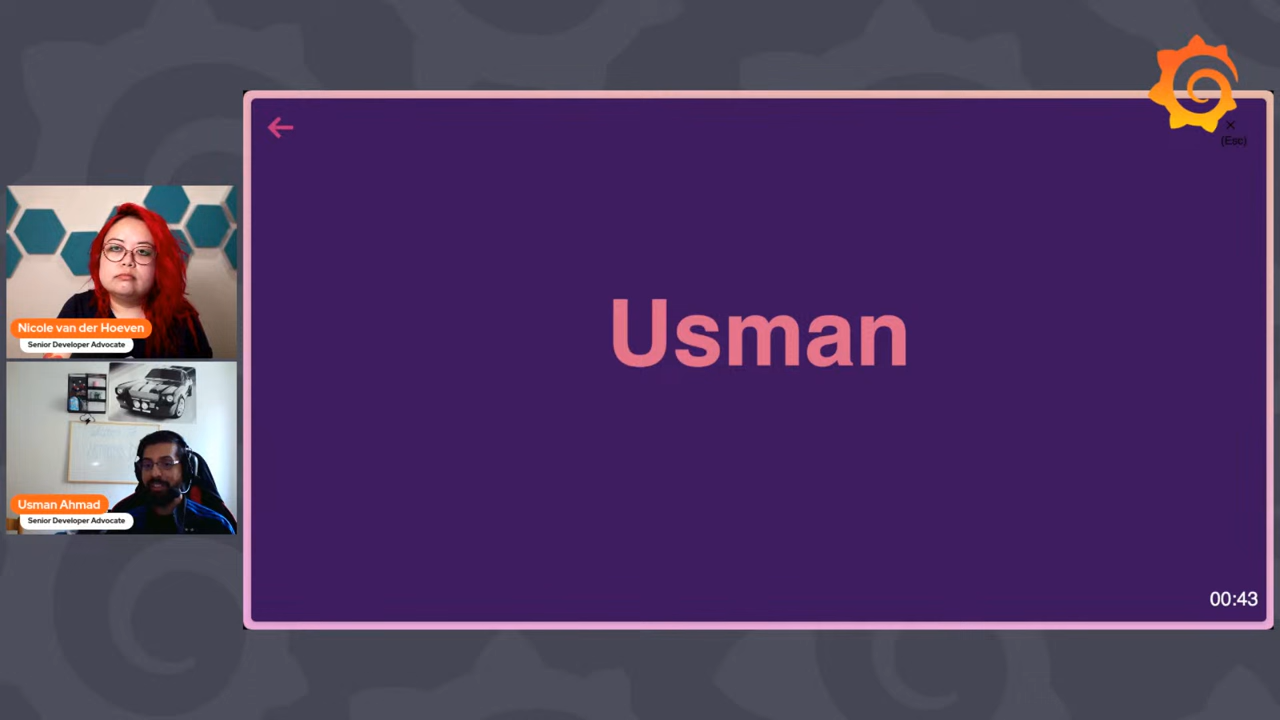 (Esc)
Usman
Nicole van der Hoeven
Senior Developer Advocate
Usman Ahmad
Senior Developer Advocate
00:43